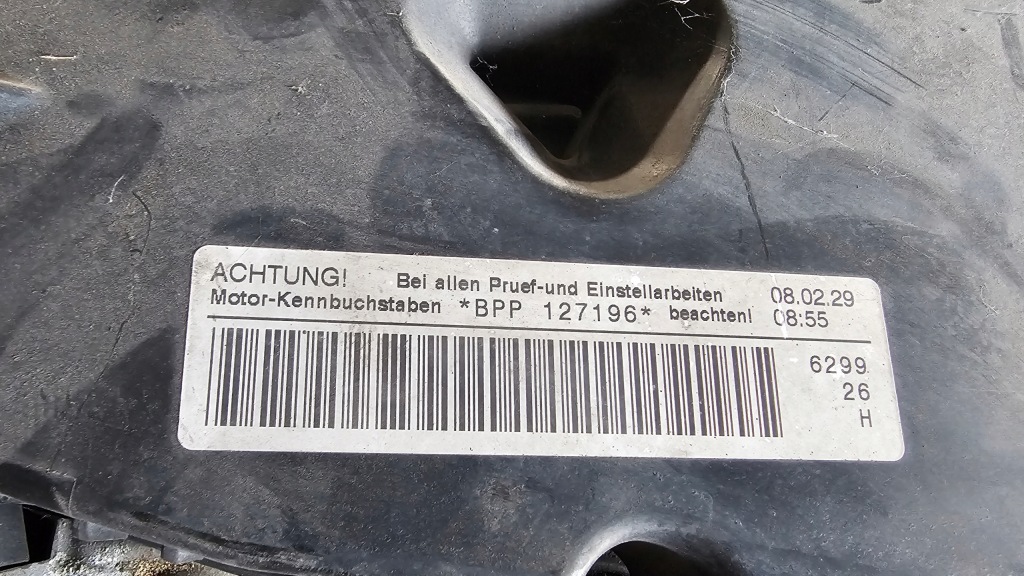 ACHTUNG! Bei allen Pruef-und Einstellarbeiten 08.02.29
Motor-Kennbuchstaben *BPP 127196* beachten! 08:55
6299
26
H